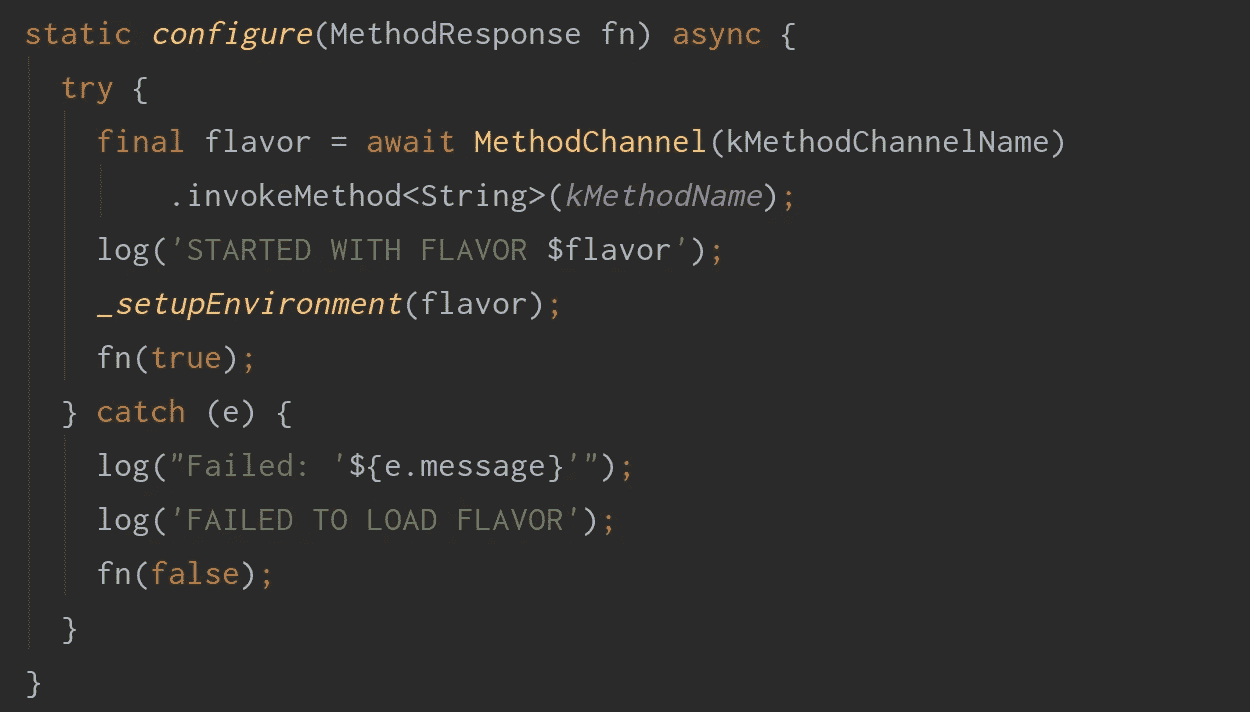 static configure(MethodResponse fn) async {
try {
final flavor = await MethodChannel(kMethodChannelName)
.invokeMethod<String>(kMethodName);
log('STARTED WITH FLAVOR $flavor');
_setupEnvironment(flavor);
fn(true);
} catch (e) {
log("Failed: '${e.message}'");
log('FAILED TO LOAD FLAVOR');
fn(false);
}
}